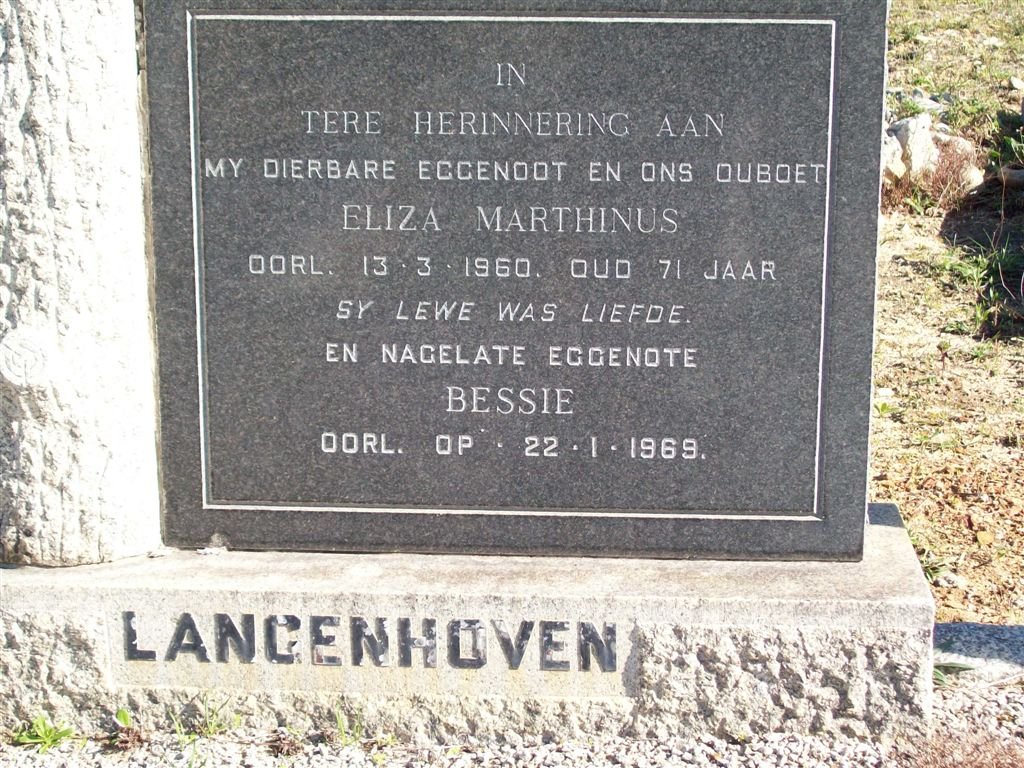 IN
TERE HERINNERING AAN
MY DIERBARE EGGENOOT EN ONS OUBOET
ELIZA MARTHINUS
OORL. 13·3·1960. OUD 71 JAAR
SY LEWE WAS LIEFDE.
EN NAGELATE EGGENOTE
BESSIE
OORL. OP · 22·1·1969.
LANGENHOVEN